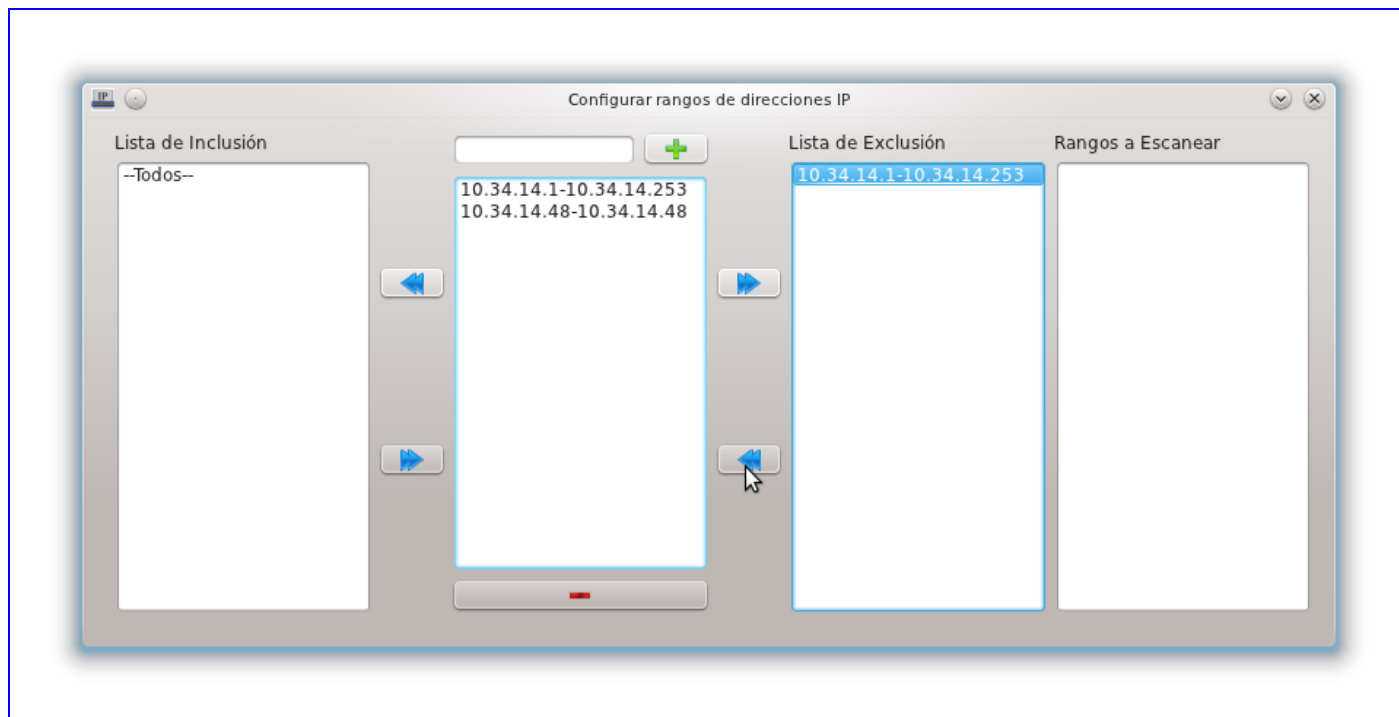 IP
Configurar rangos de direcciones IP
Lista de Inclusión
Lista de Exclusión
Rangos a Escanear
--Todos--
10.34.14.1-10.34.14.253
10.34.14.48-10.34.14.48
10.34.14.1-10.34.14.253